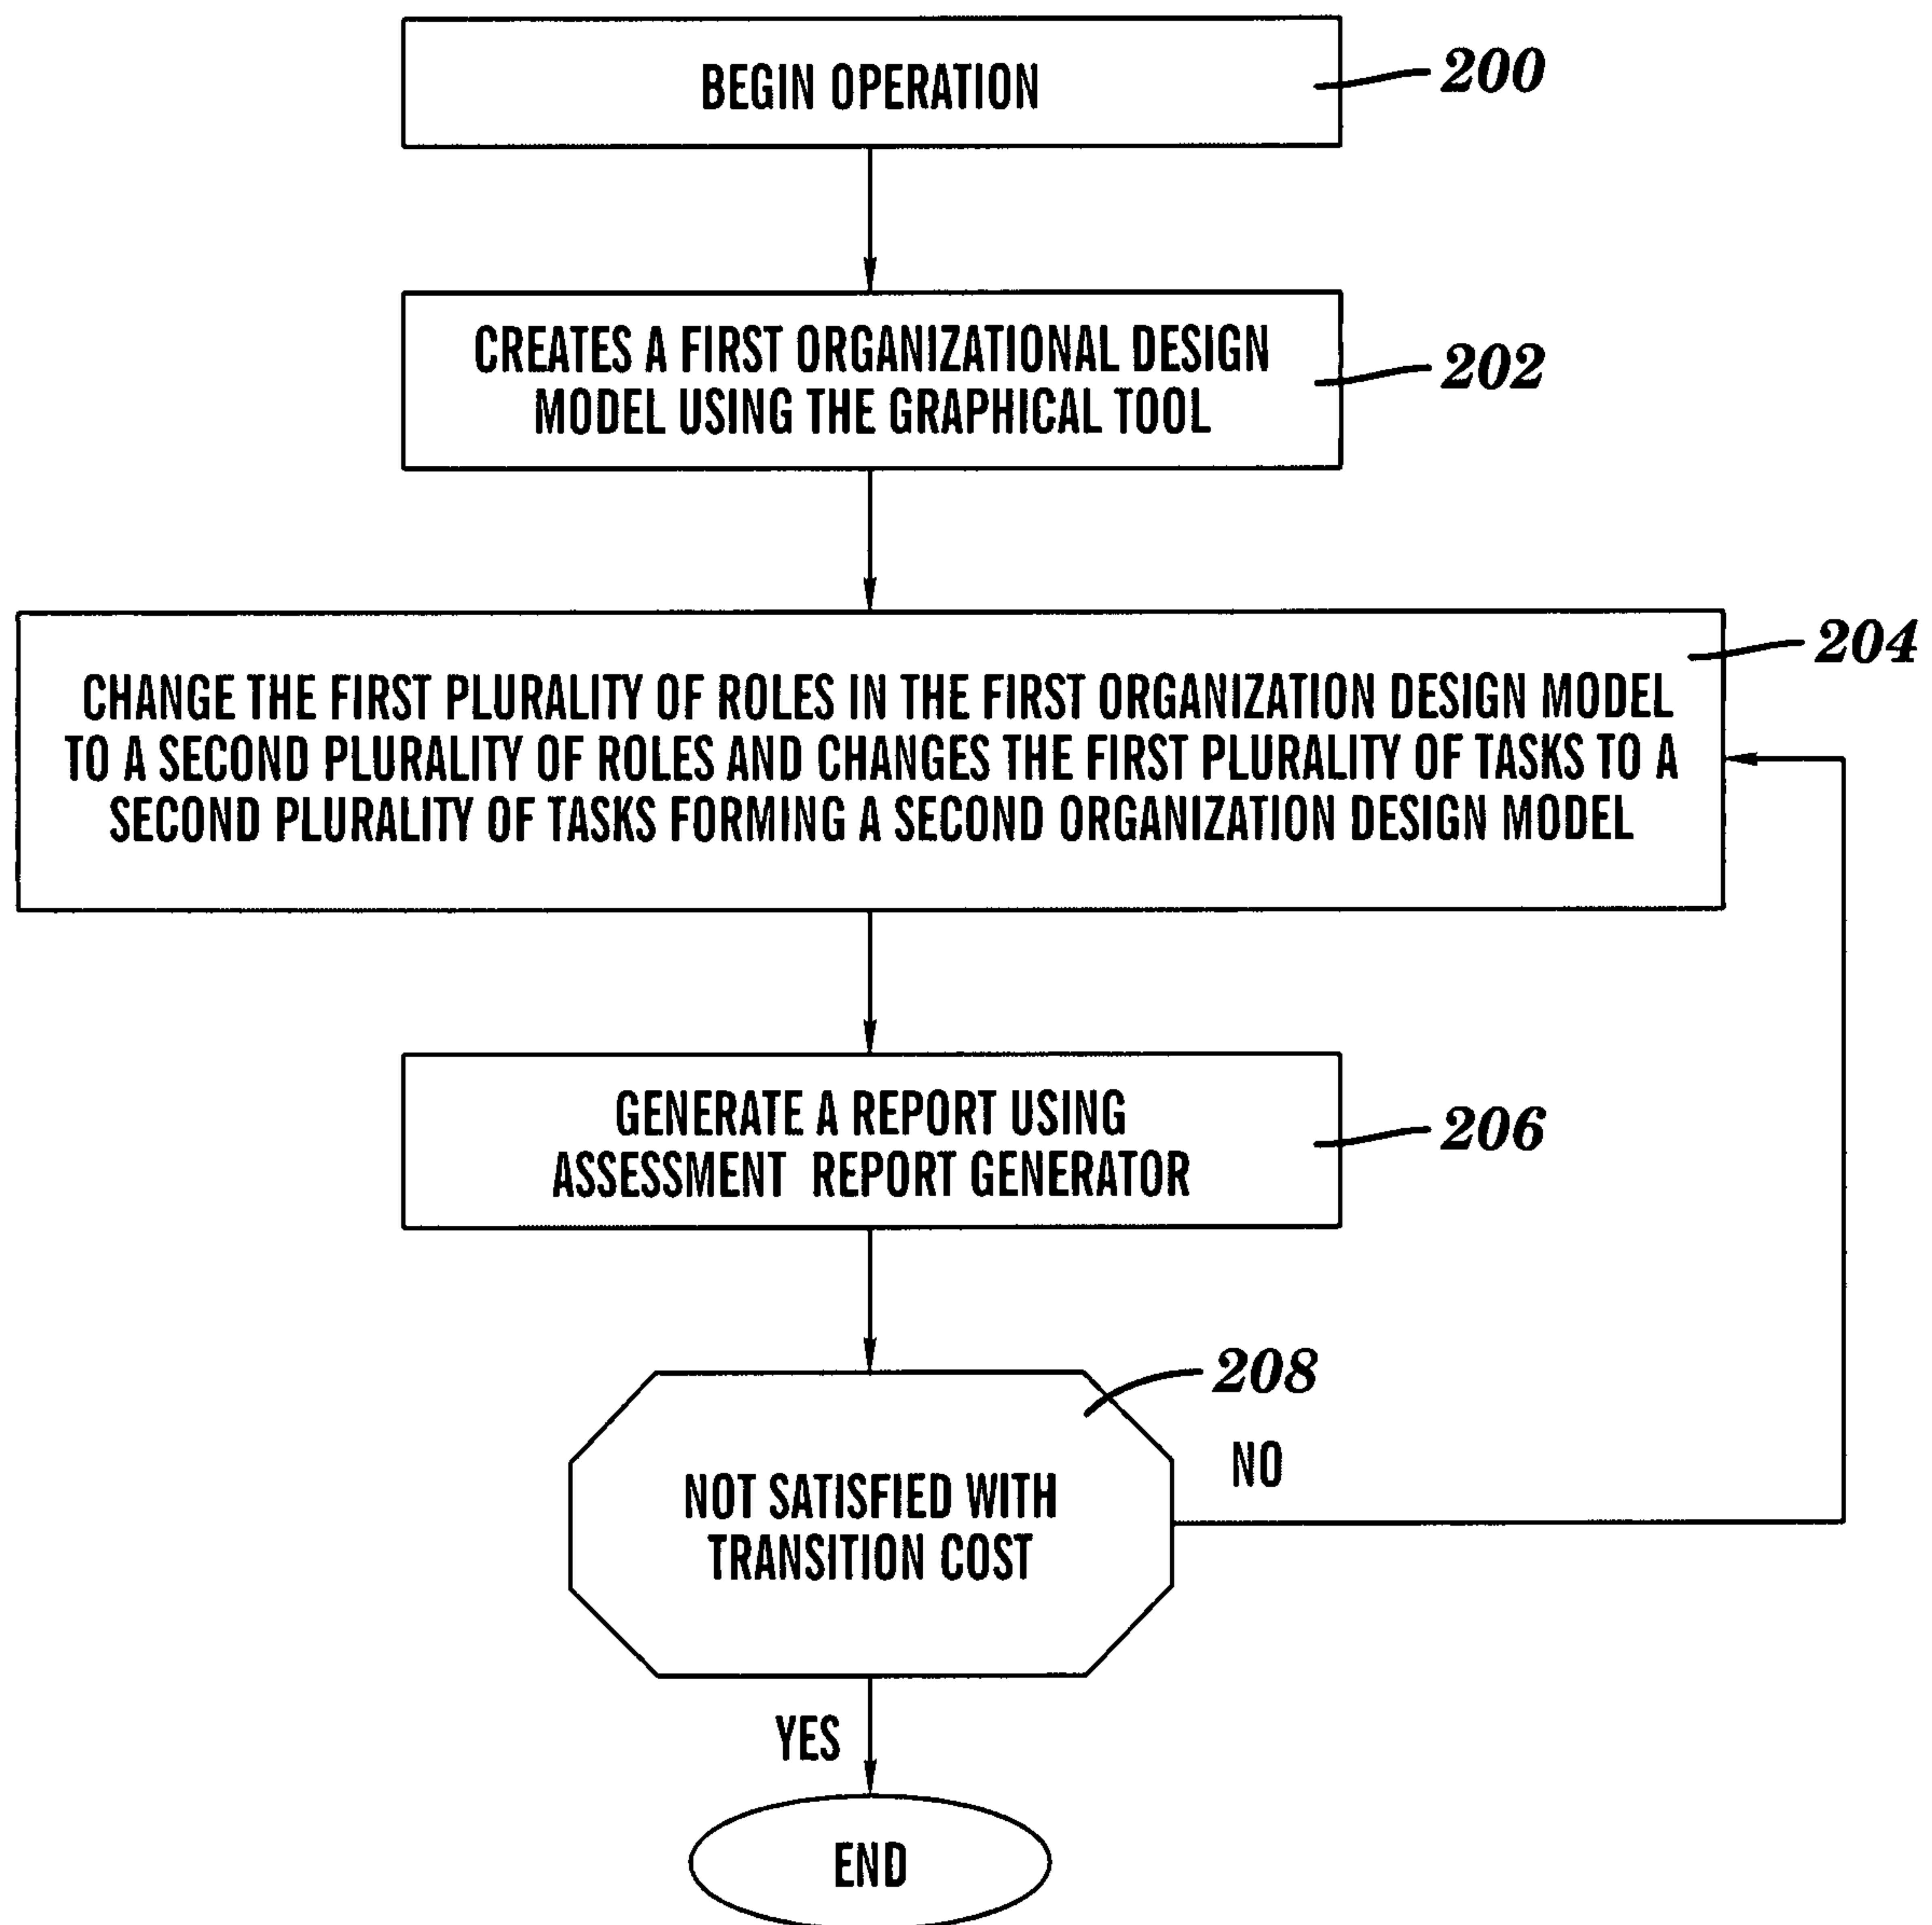 BEGIN OPERATION
200
CREATES A FIRST ORGANIZATIONAL DESIGN
MODEL USING THE GRAPHICAL TOOL
202
204
CHANGE THE FIRST PLURALITY OF ROLES IN THE FIRST ORGANIZATION DESIGN MODEL
TO A SECOND PLURALITY OF ROLES AND CHANGES THE FIRST PLURALITY OF TASKS TO A
SECOND PLURALITY OF TASKS FORMING A SECOND ORGANIZATION DESIGN MODEL
GENERATE A REPORT USING
ASSESSMENT REPORT GENERATOR
206
208
NO
NOT SATISFIED WITH
TRANSITION COST
YES
END